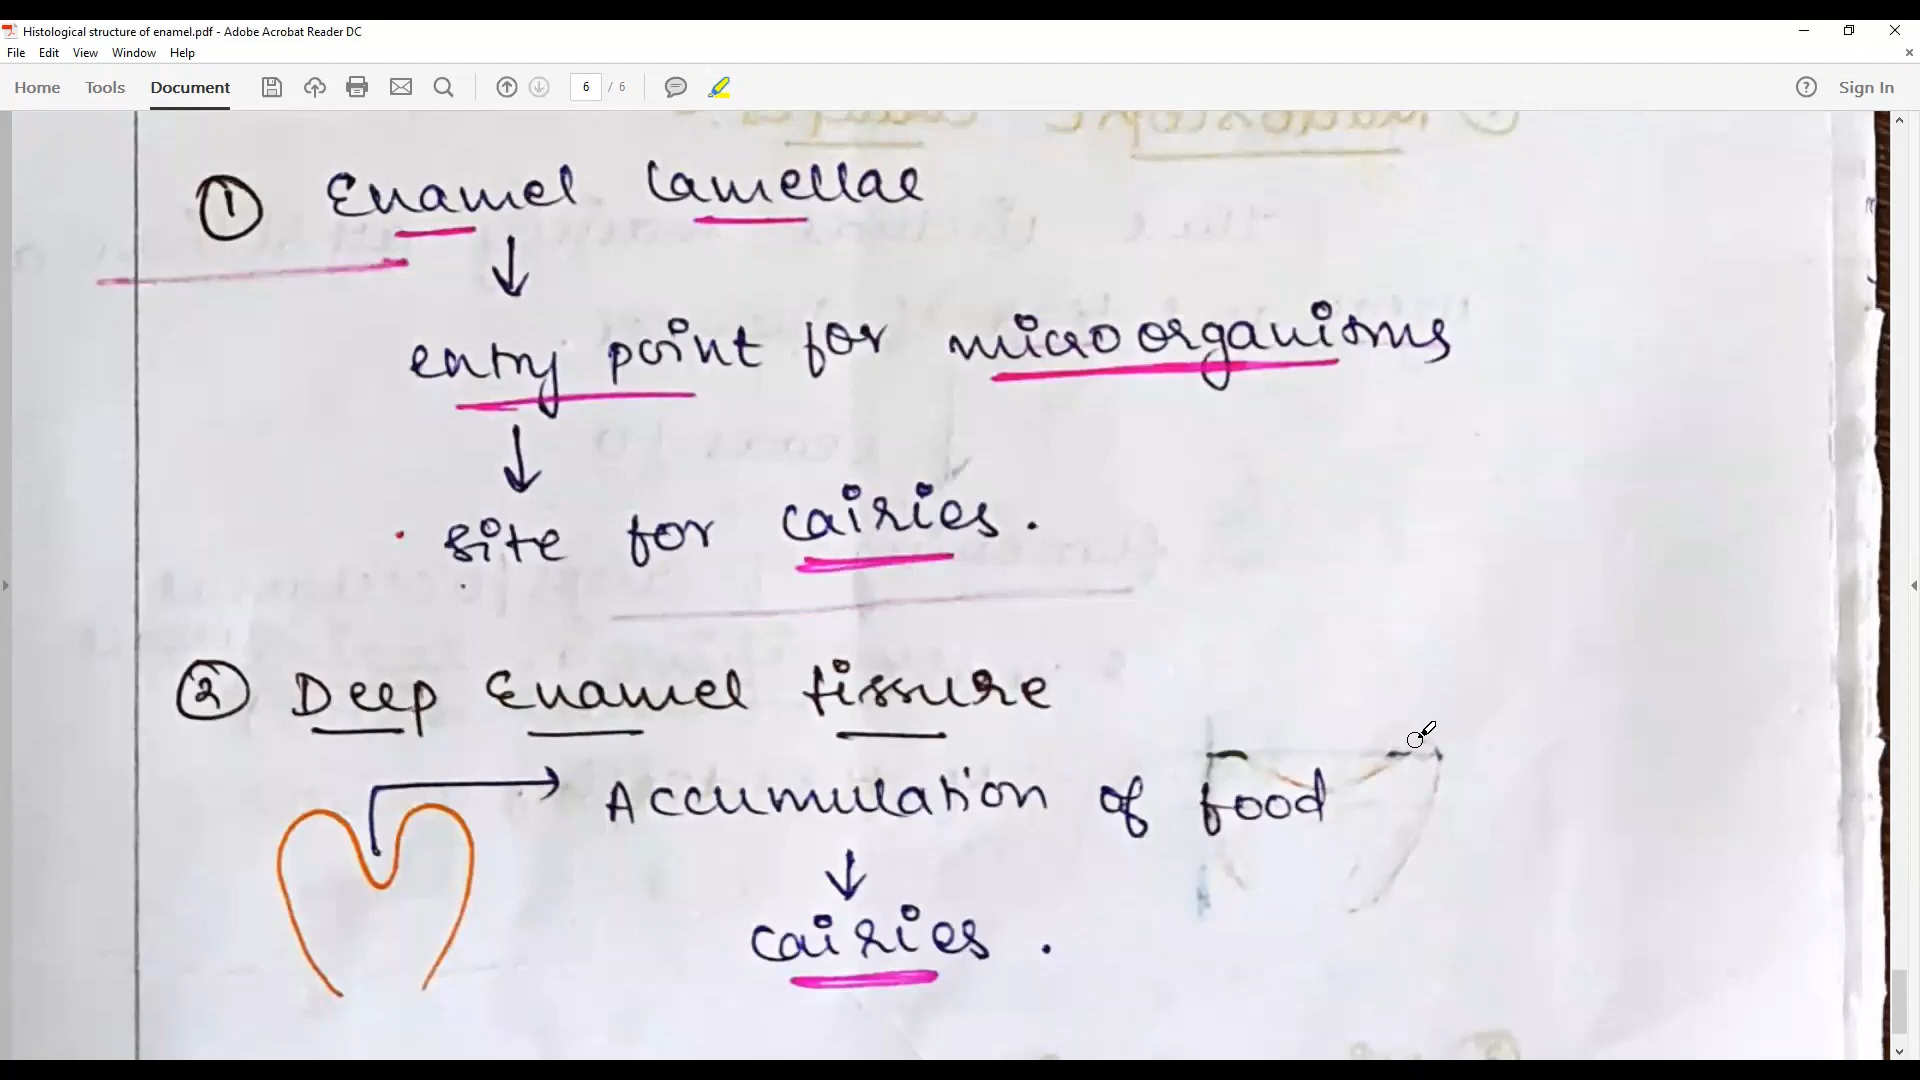 Histological structure of enamel.pdf - Adobe Acrobat Reader DC
File Edit View Window Help
Home Tools Document 6 / 6 Sign In
① Enamel Lamellae
↓
entry point for microorganisms
↓
site for cairies.
② Deep Enamel fissure
→ Accumulation of food
↓
cairies.